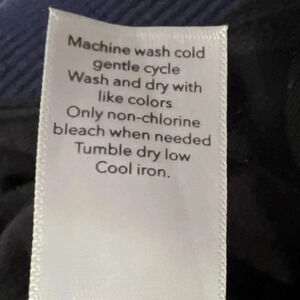 Machine wash cold
gentle cycle
Wash and dry with
like colors
Only non-chlorine
bleach when needed
Tumble dry low
Cool iron.